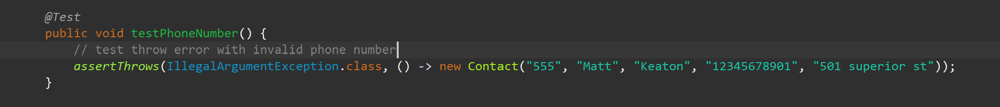 @Test
public void testPhoneNumber() {
    // test throw error with invalid phone number
    assertThrows(IllegalArgumentException.class, () -> new Contact("555", "Matt", "Keaton", "12345678901", "501 superior st"));
}